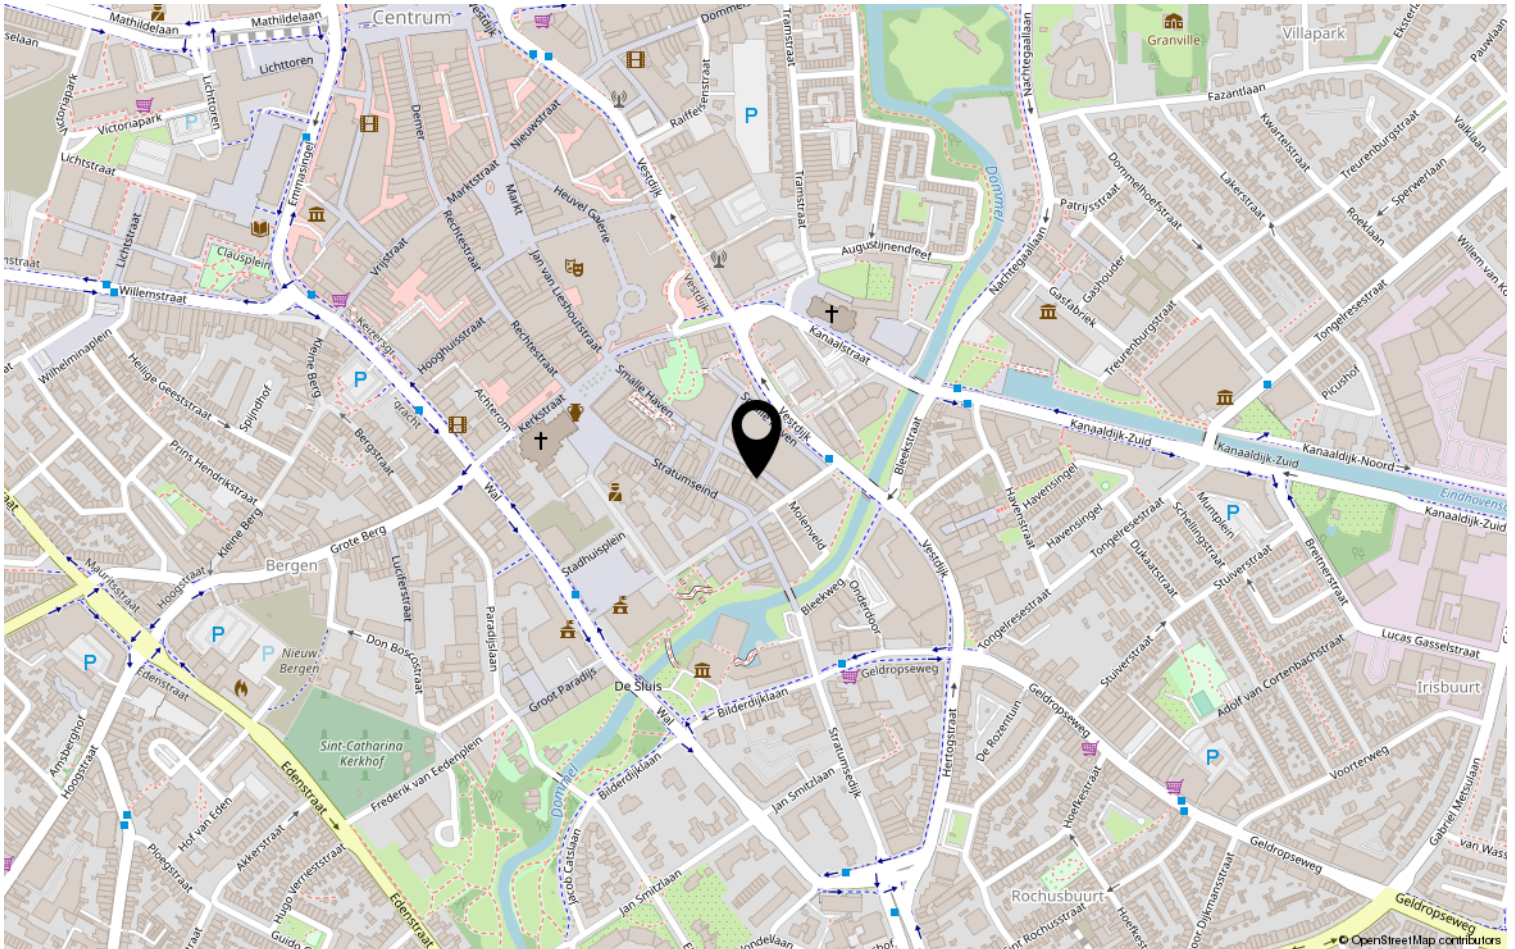 Mathildelaan
Mathildelaan
Centrum
Vestdijk
Tramstraat
Nachtegaallaan
Villapark
Granville
Lichttoren
Lichttoren
Victoriapark
Victoriapark
Demer
Nieuwstraat
Raiffeisenstraat
P
P
Fazantlaan
Kwartelstraat
Treurenburgstraat
Valklaan
Pauwlaan
Lichtstraat
Emmasingel
Marktstraat
Markt
Vestdijk
Tramstraat
Dommel
Dommelhoefstraat
Lakerstraat
Sperwerlaan
Patrijsstraat
Roeklaan
Heuvel Galerie
Rechtestraat
Vrijstraat
Lichtstraat
Clausplein
Jan van Lieshoutstraat
Augustijnendreef
Nachtegaallaan
Gashouder
Gasfabriek
Willemstraat
Vestdijk
Treurenburgstraat
Tongelresestraat
Keizersgracht
Hooghuisstraat
Rechtestraat
Kanaalstraat
Wilhelminaplein
Kleine Berg
Heilige Geeststraat
Spijndhof
P
Achterom
Kerkstraat
Smalle Haven
Vestdijk
Picushof
Kanaaldijk-Zuid
Kanaaldijk-Zuid
Kanaaldijk-Noord
Bleekstraat
Bergstraat
Prins Hendrikstraat
Stratumseind
Wal
Havensingel
Havensingel
Havenstraat
Muntplein
P
Schellingstraat
Kanaaldijk-Zuid
Kleine Berg
Molenveld
Grote Berg
Stadhuisplein
Vestdijk
Tongelresestraat
Dukaatstraat
Stuiverstraat
Breitnerstraat
Bergen
Mauritsstraat
Hoogstraat
Luciferstraat
Bleekweg
Onderdoor
Tongelresestraat
Paradijslaan
Don Boscostraat
P
P
P
Nieuw
Bergen
Lucas Gasselstraat
Stuiverstraat
Adolf van Cortenbachstraat
Geldropseweg
Edenstraat
Groot Paradijs
De Sluis
Bilderdijklaan
Wal
Geldropseweg
Irisbuurt
De Rozentuin
Hertogstraat
Arnsberghof
Hoogstraat
Sint-Catharina
Kerkhof
Edenstraat
Frederik van Eedenplein
Dommel
Bilderdijklaan
Stratumsedijk
Jan Smitzlaan
P
Voorterweg
Hoefkestraat
Gabriel Metsulaan
Hof van Eden
Akkerstraat
Ploegstraat
Hugo Verrieststraat
Jacob Catslaan
Jan Smitzlaan
Geldropseweg
Rochusbuurt
Edenstraat
Geldropseweg
© OpenStreetMap contributors